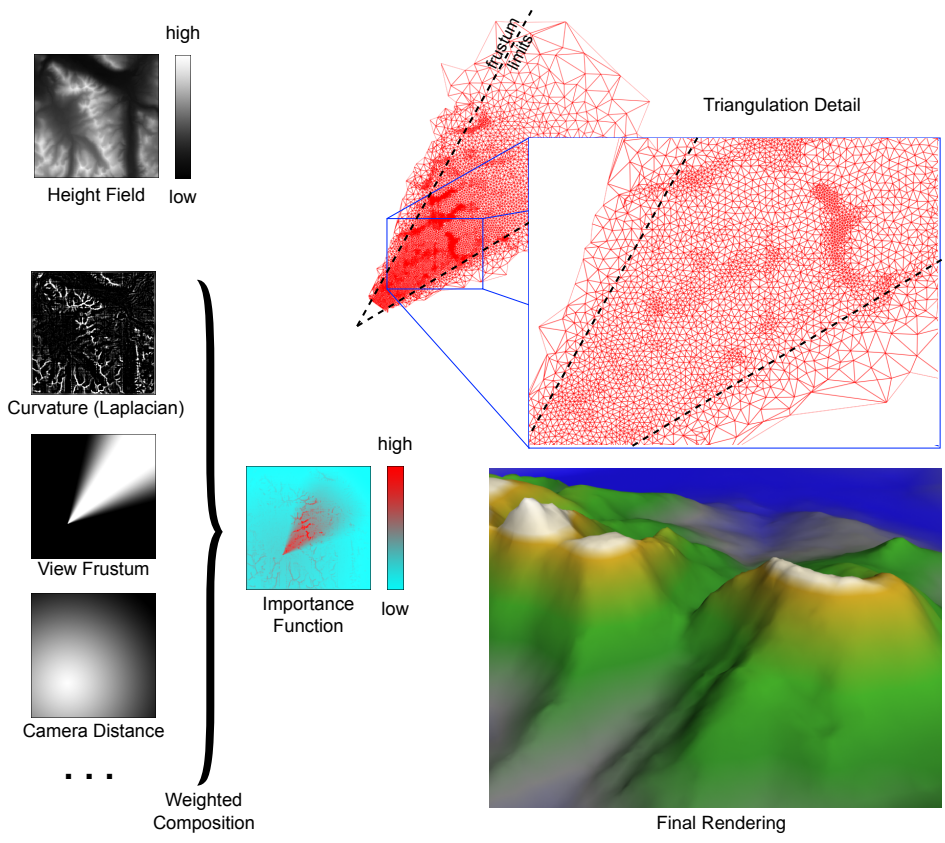 high
low
Height Field
frustum
limits
Triangulation Detail
Curvature (Laplacian)
View Frustum
Camera Distance
. . .
Weighted
Composition
high
low
Importance
Function
Final Rendering